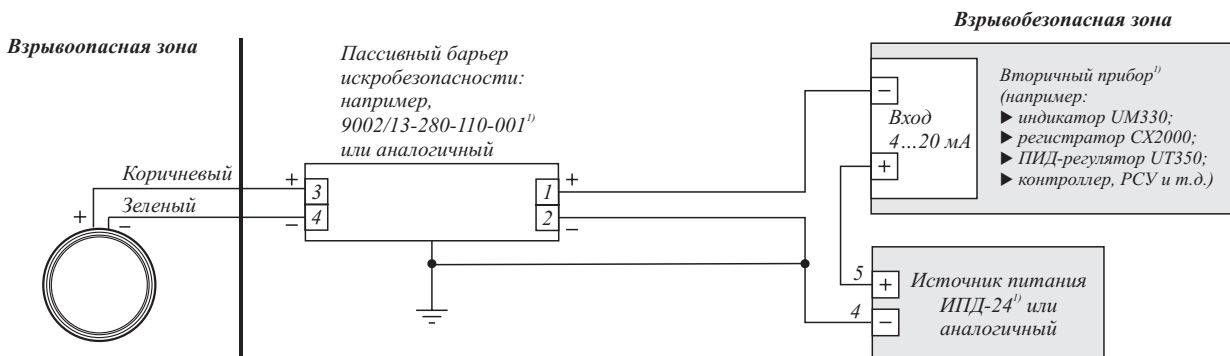 Взрывобезопасная зона
Взрывоопасная зона
Пассивный барьер
искробезопасности:
например,
9002/13-280-110-001¹⁾
или аналогичный
Вторичный прибор¹⁾
(например:
▶ индикатор UM330;
▶ регистратор CX2000;
▶ ПИД-регулятор UT350;
▶ контроллер, РСУ и т.д.)
−
Вход
4...20 мА
+
Коричневый
Зеленый
+
−
+
3
−
4
1
+
2
−
5
+
4
−
Источник питания
ИПД-24¹⁾ или
аналогичный